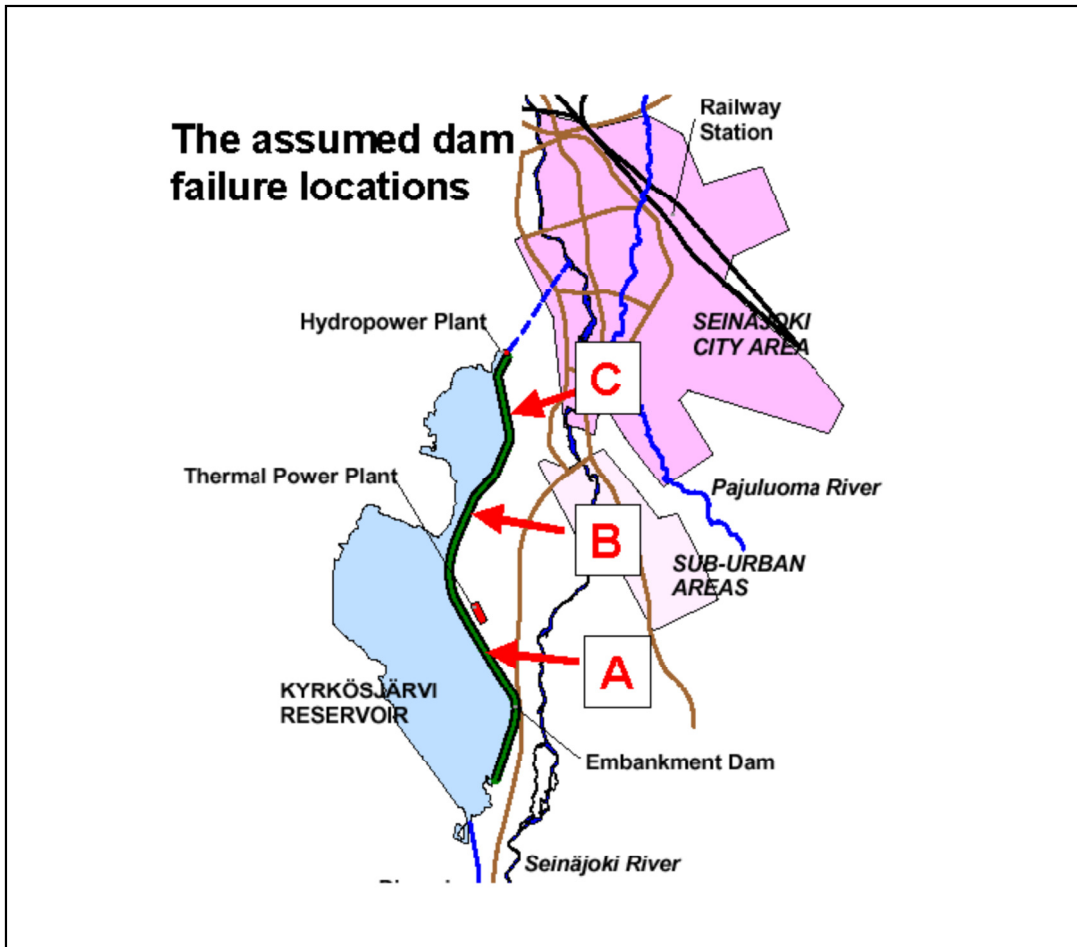 The assumed dam
failure locations
Railway
Station
Hydropower Plant
SEINÄJOKI
CITY AREA
C
Thermal Power Plant
Pajuluoma River
B
SUB-URBAN
AREAS
A
KYRKÖSJÄRVI
RESERVOIR
Embankment Dam
Seinäjoki River